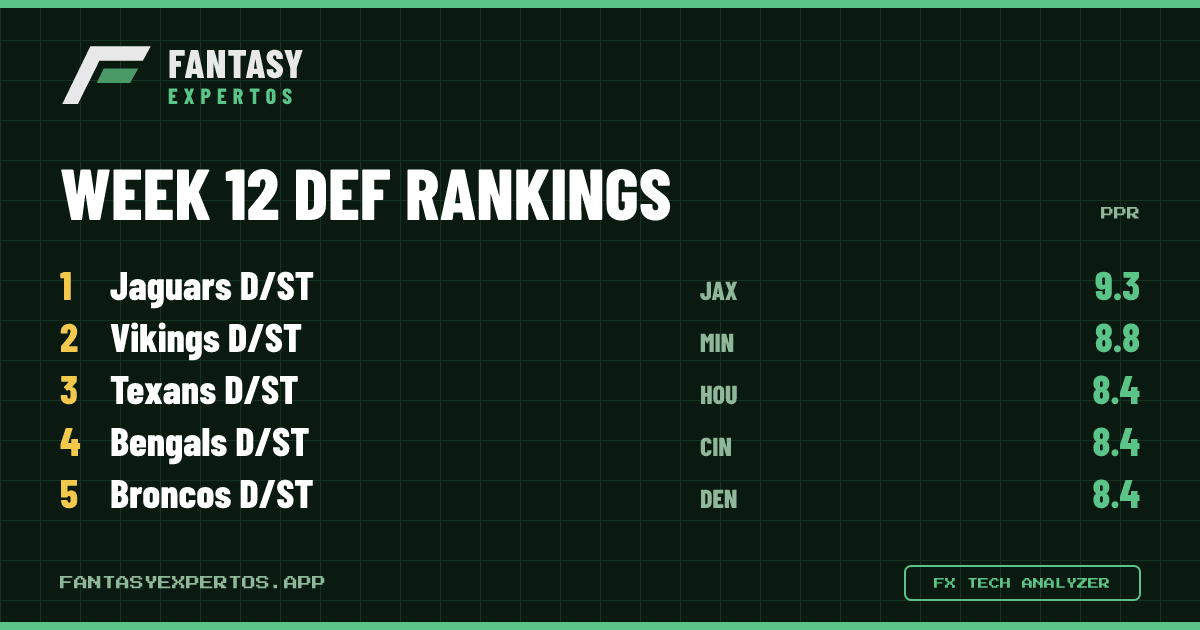 FANTASY
EXPERTOS
WEEK 12 DEF RANKINGS
PPR
1 Jaguars D/ST JAX 9.3
2 Vikings D/ST MIN 8.8
3 Texans D/ST HOU 8.4
4 Bengals D/ST CIN 8.4
5 Broncos D/ST DEN 8.4
FANTASYEXPERTOS.APP
FX TECH ANALYZER